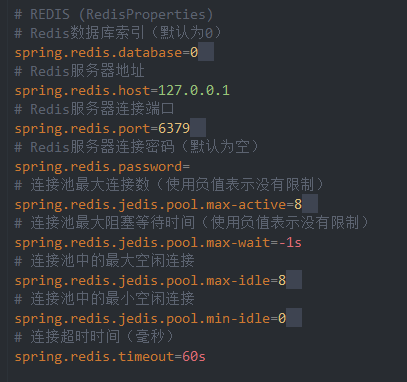 # REDIS (RedisProperties)
# Redis数据库索引（默认为0）
spring.redis.database=0
# Redis服务器地址
spring.redis.host=127.0.0.1
# Redis服务器连接端口
spring.redis.port=6379
# Redis服务器连接密码（默认为空）
spring.redis.password=
# 连接池最大连接数（使用负值表示没有限制）
spring.redis.jedis.pool.max-active=8
# 连接池最大阻塞等待时间（使用负值表示没有限制）
spring.redis.jedis.pool.max-wait=-1s
# 连接池中的最大空闲连接
spring.redis.jedis.pool.max-idle=8
# 连接池中的最小空闲连接
spring.redis.jedis.pool.min-idle=0
# 连接超时时间（毫秒）
spring.redis.timeout=60s